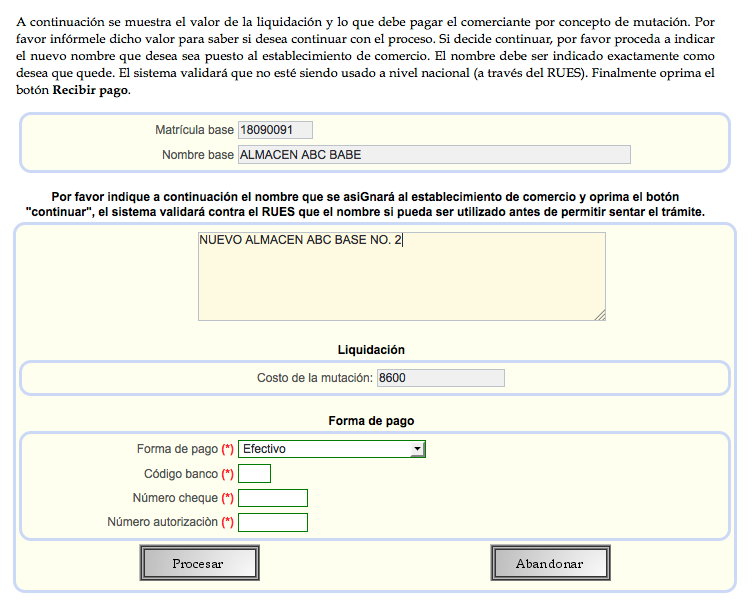 A continuación se muestra el valor de la liquidación y lo que debe pagar el comerciante por concepto de mutación. Por
favor infórmele dicho valor para saber si desea continuar con el proceso. Si decide continuar, por favor proceda a indicar
el nuevo nombre que desea sea puesto al establecimiento de comercio. El nombre debe ser indicado exactamente como
desea que quede. El sistema validará que no esté siendo usado a nivel nacional (a través del RUES). Finalmente oprima el
botón Recibir pago.
Matrícula base 18090091
Nombre base ALMACEN ABC BABE
Por favor indique a continuación el nombre que se asiGnará al establecimiento de comercio y oprima el botón
"continuar", el sistema validará contra el RUES que el nombre si pueda ser utilizado antes de permitir sentar el trámite.
NUEVO ALMACEN ABC BASE NO. 2
Liquidación
Costo de la mutación: 8600
Forma de pago
Forma de pago (*) Efectivo
Código banco (*)
Número cheque (*)
Número autorizaciòn (*)
Procesar Abandonar